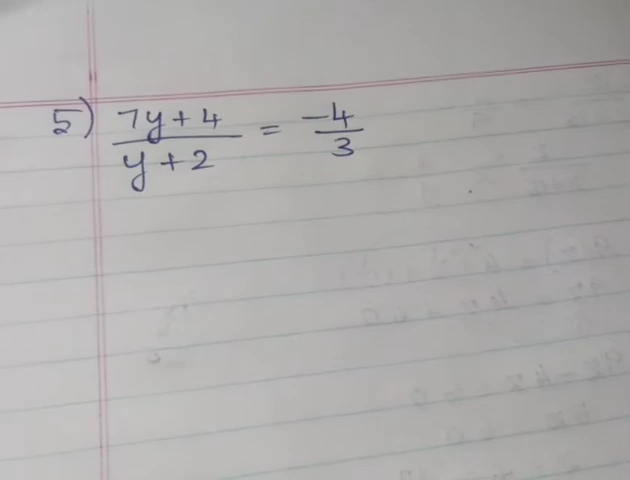 5) 7y+4 / y+2 = -4/3